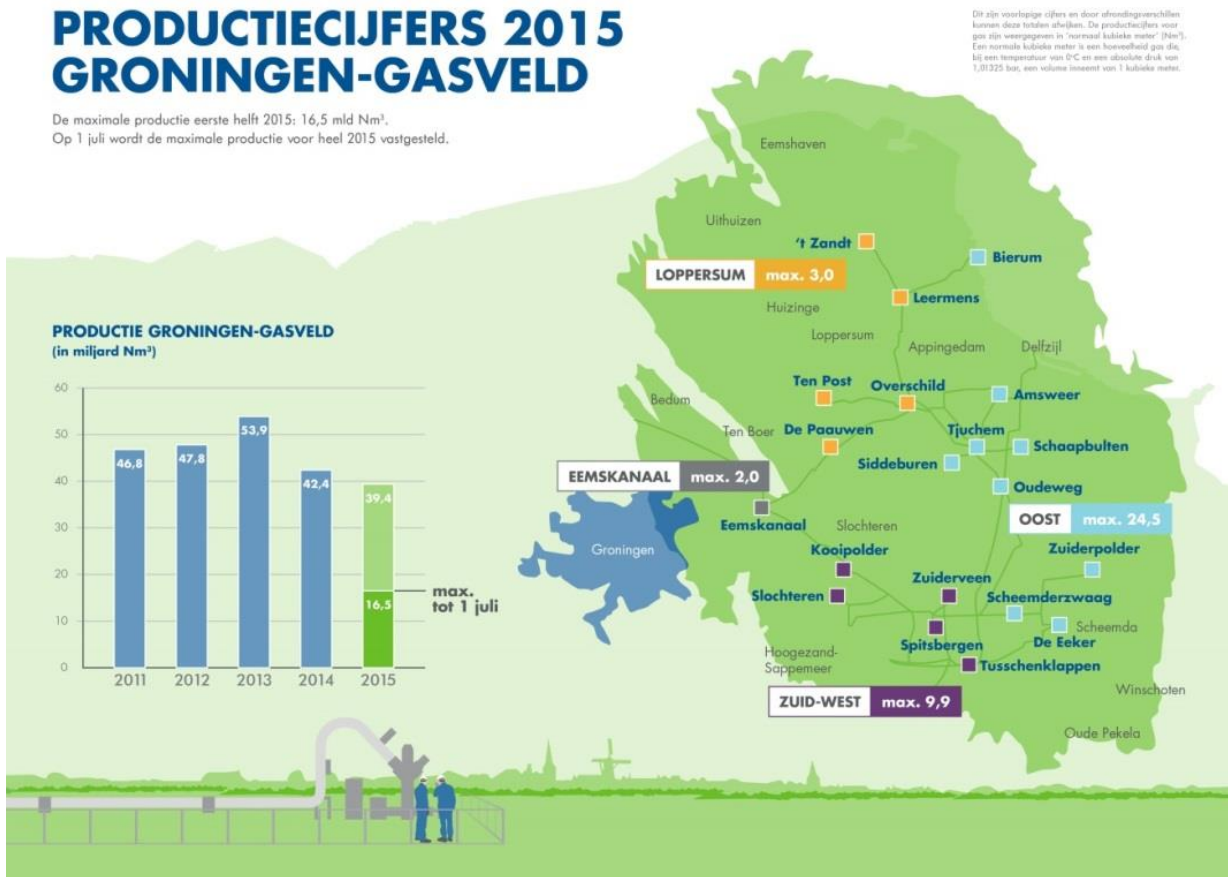 PRODUCTIECIJFERS 2015
GRONINGEN-GASVELD
De maximale productie eerste helft 2015: 16,5 mld Nm³.
Op 1 juli wordt de maximale productie voor heel 2015 vastgesteld.
Dit zijn voorlopige cijfers en door afrondingsverschillen
kunnen deze totalen afwijken. De productiecijfers voor
gas zijn weergegeven in 'normaal kubieke meter' (Nm³).
Een normale kubieke meter is een hoeveelheid gas die,
bij een temperatuur van 0°C en een absolute druk van
1,01325 bar, een volume inneemt van 1 kubieke meter.
PRODUCTIE GRONINGEN-GASVELD
(in miljard Nm³)
60
50
40
30
20
10
0
46,8
47,8
53,9
42,4
39,4
16,5
max.
tot 1 juli
2011
2012
2013
2014
2015
Eemshaven
Uithuizen
't Zandt
Bierum
LOPPERSUM max. 3,0
Leermens
Huizinge
Loppersum
Appingedam
Delfzijl
Ten Post
Overschild
Amsweer
Bedum
Ten Boer
De Paauwen
Tjuchem
Schaapbulten
Siddeburen
EEMSKANAAL max. 2,0
Oudeweg
Eemskanaal
Slochteren
OOST max. 24,5
Groningen
Kooipolder
Zuiderpolder
Zuiderveen
Slochteren
Scheemderzwaag
Scheemda
Spitsbergen
De Eeker
Hoogezand-
Sappemeer
Tusschenklappen
Winschoten
ZUID-WEST max. 9,9
Oude Pekela